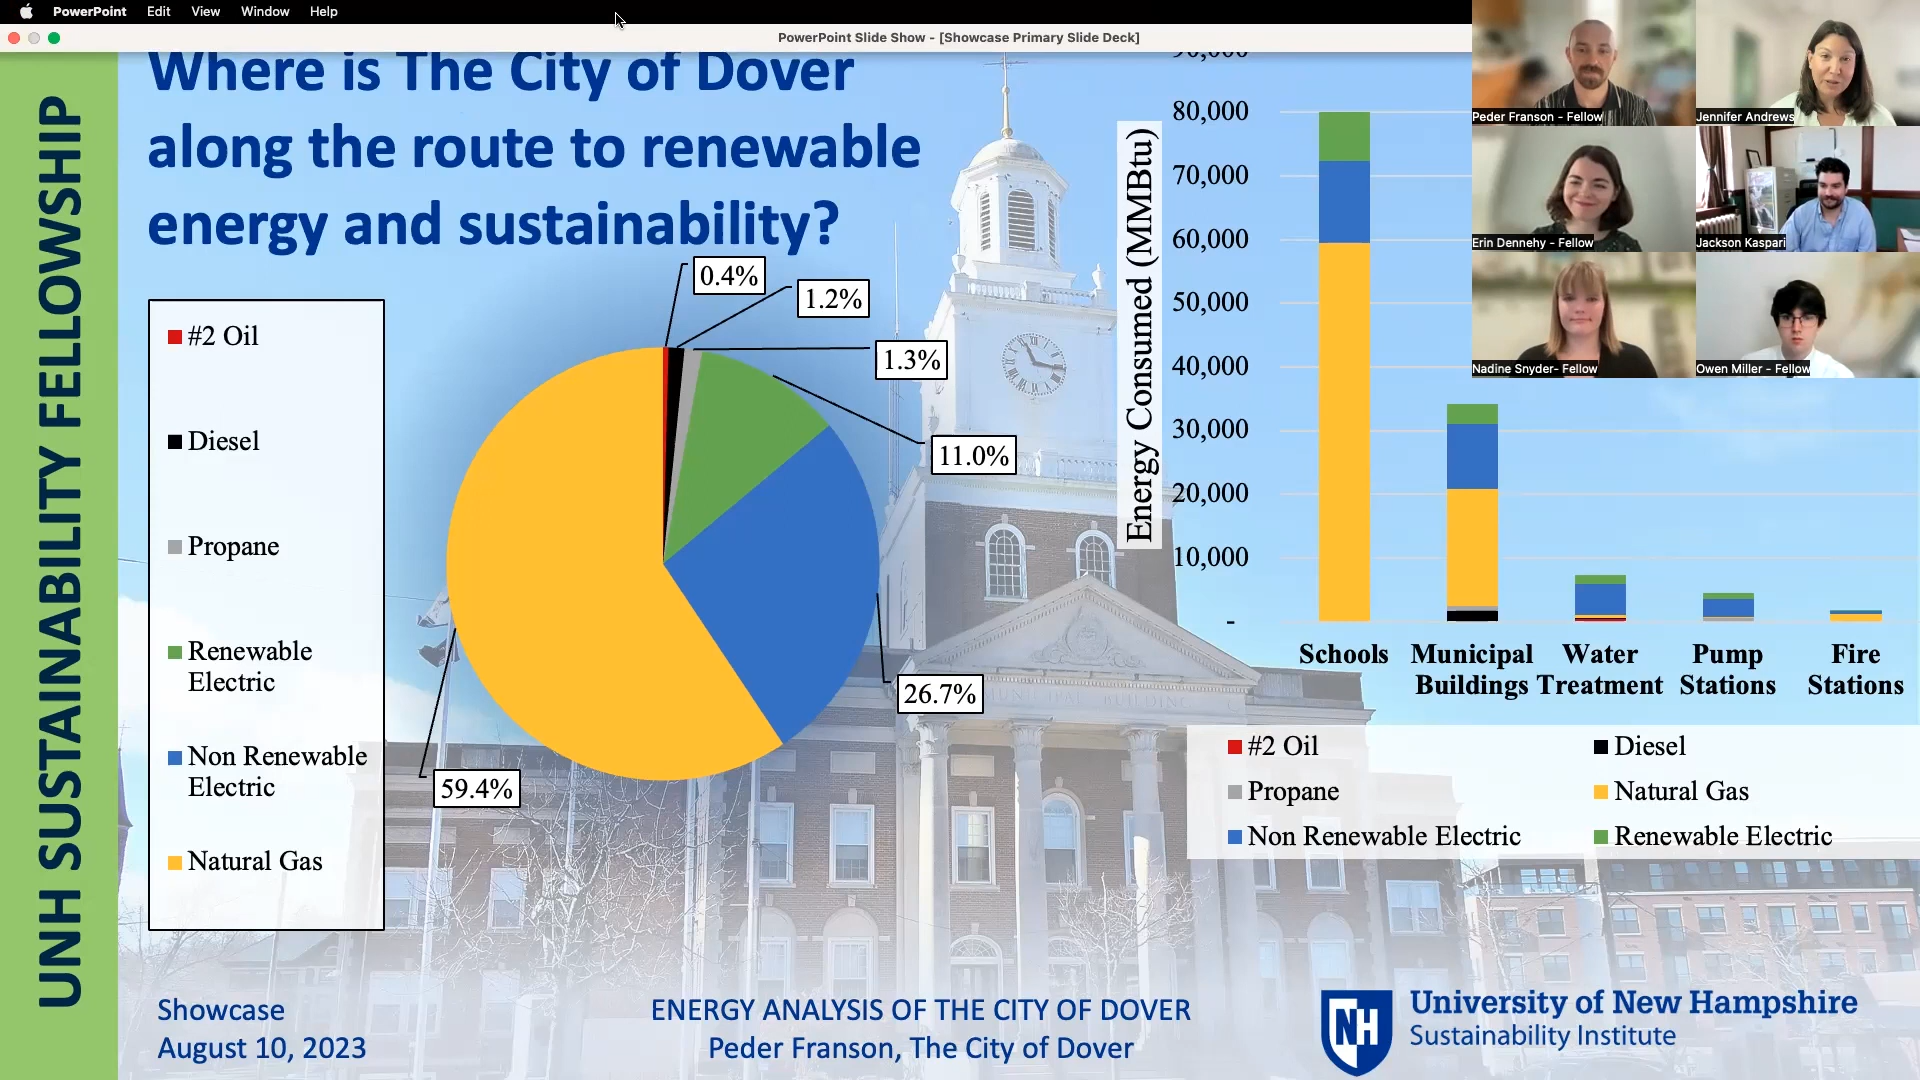 PowerPoint Edit View Window Help
PowerPoint Slide Show - [Showcase Primary Slide Deck]
UNH SUSTAINABILITY FELLOWSHIP
Where is The City of Dover
along the route to renewable
energy and sustainability?
#2 Oil
Diesel
Propane
Renewable
Electric
Non Renewable
Electric
Natural Gas
0.4%
1.2%
1.3%
11.0%
26.7%
59.4%
Energy Consumed (MMBtu)
90,000
80,000
70,000
60,000
50,000
40,000
30,000
20,000
10,000
-
Schools
Municipal
Buildings
Water
Treatment
Pump
Stations
Fire
Stations
#2 Oil
Diesel
Propane
Natural Gas
Non Renewable Electric
Renewable Electric
MUNICIPAL BUILDING
Peder Franson - Fellow
Jennifer Andrews
Erin Dennehy - Fellow
Jackson Kaspari
Nadine Snyder- Fellow
Owen Miller - Fellow
Showcase
August 10, 2023
ENERGY ANALYSIS OF THE CITY OF DOVER
Peder Franson, The City of Dover
NH
University of New Hampshire
Sustainability Institute